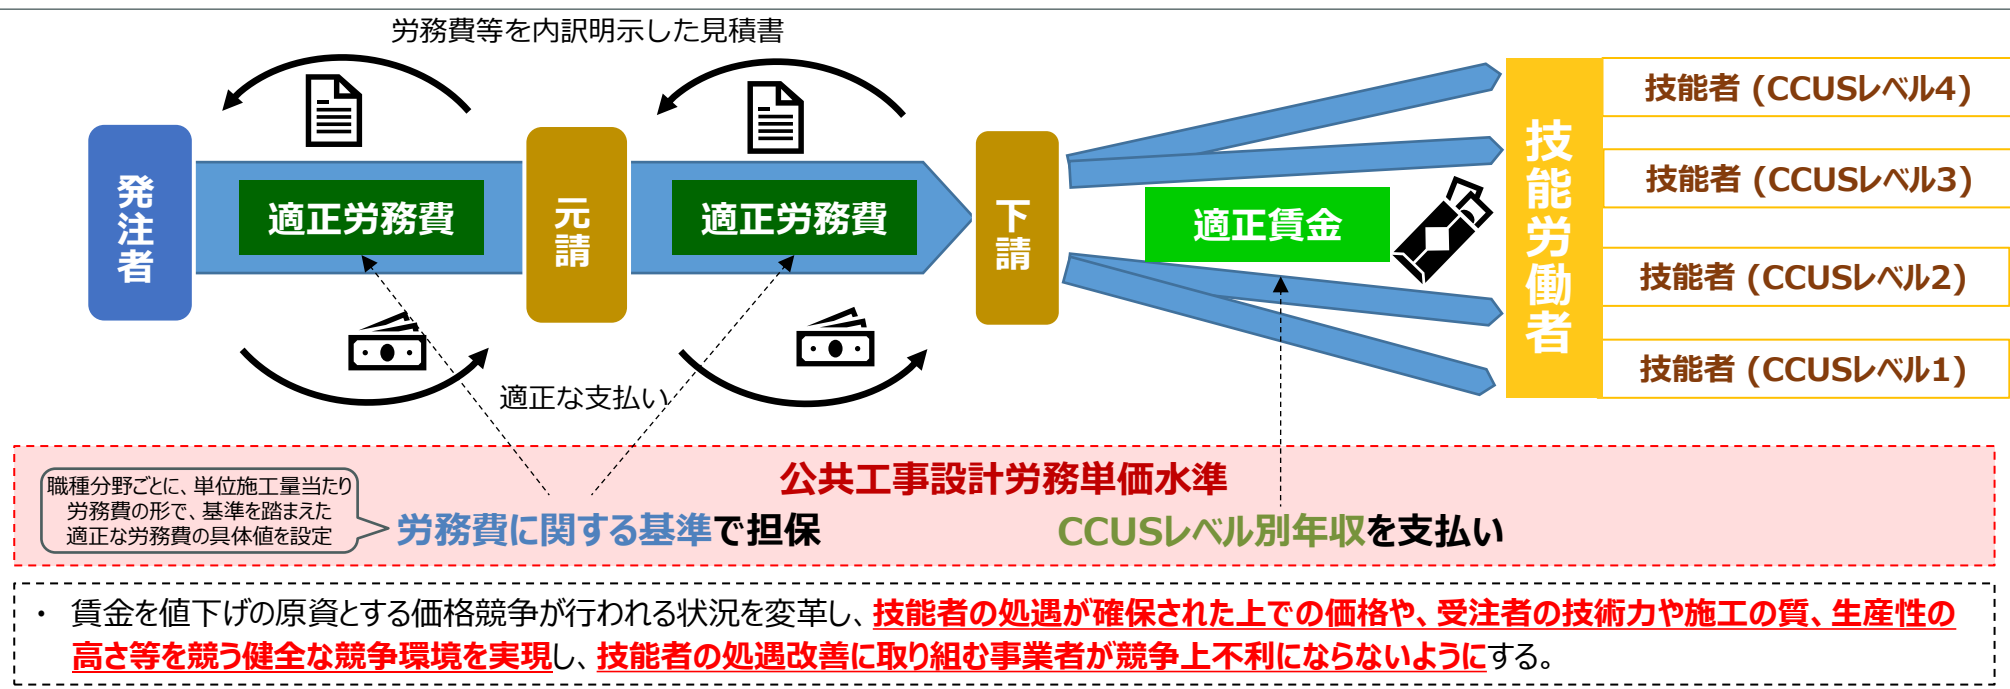 労務費等を内訳明示した見積書
発注者
適正労務費
元請
適正労務費
下請
適正賃金
技能労働者
技能者 (CCUSレベル4)
技能者 (CCUSレベル3)
技能者 (CCUSレベル2)
技能者 (CCUSレベル1)
適正な支払い
公共工事設計労務単価水準
職種分野ごとに、単位施工量当たり
労務費の形で、基準を踏まえた
適正な労務費の具体値を設定
労務費に関する基準で担保
CCUSレベル別年収を支払い
・ 賃金を値下げの原資とする価格競争が行われる状況を変革し、技能者の処遇が確保された上での価格や、受注者の技術力や施工の質、生産性の
高さ等を競う健全な競争環境を実現し、技能者の処遇改善に取り組む事業者が競争上不利にならないようにする。